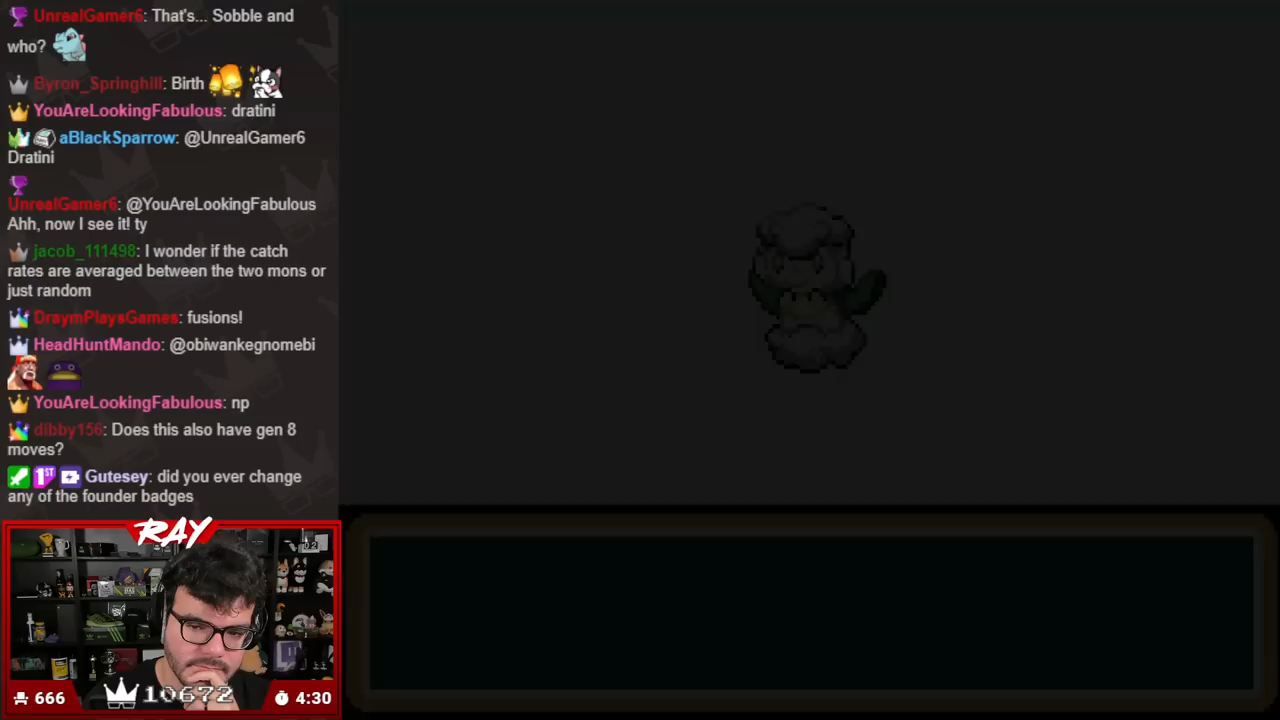 UnrealGamer6: That's... Sobble and
who?
Byron_Springhill: Birth
YouAreLookingFabulous: dratini
aBlackSparrow: @UnrealGamer6
Dratini
UnrealGamer6: @YouAreLookingFabulous
Ahh, now I see it! ty
jacob_111498: I wonder if the catch
rates are averaged between the two mons or
just random
DraymPlaysGames: fusions!
HeadHuntMando: @obiwankegnomebi
YouAreLookingFabulous: np
dibby156: Does this also have gen 8
moves?
1ST Gutesey: did you ever change
any of the founder badges
RAY
666
10672
4:30